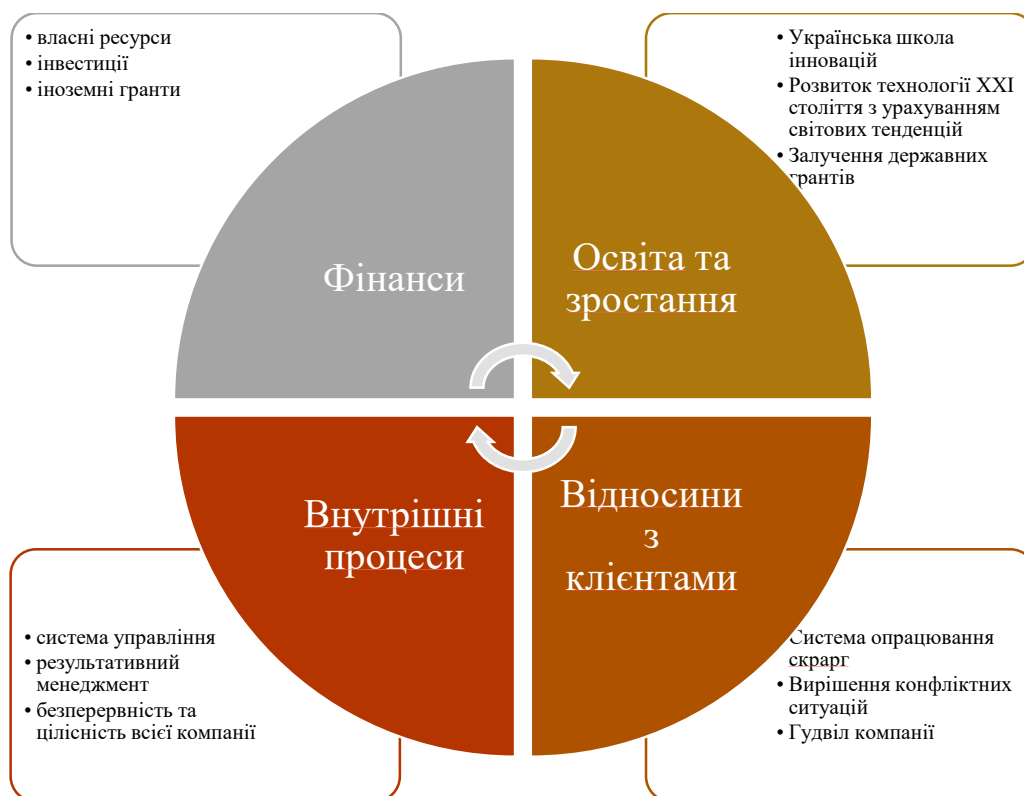 • власні ресурси
• інвестиції
• іноземні гранти
• Українська школа
інновацій
• Розвиток технології XXI
століття з урахуванням
світових тенденцій
• Залучення державних
грантів
Фінанси
Освіта та
зростання
Внутрішні
процеси
Відносини
з
клієнтами
• система управління
• результативний
менеджмент
• безперервність та
цілісність всієї компанії
Система опрацювання
скрарг
• Вирішення конфліктних
ситуацій
• Гудвіл компанії